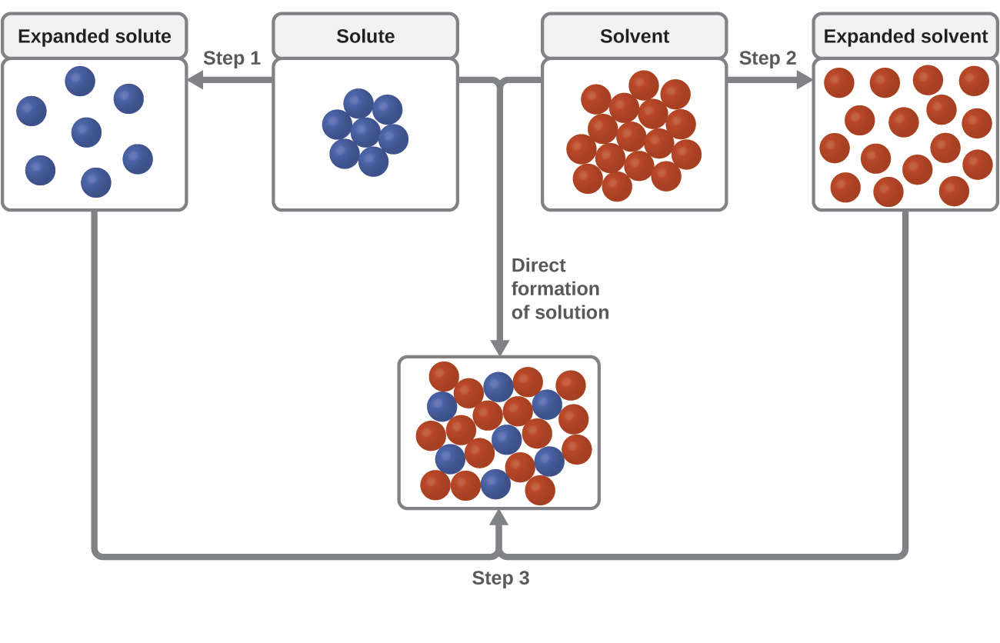 Expanded solute
Solute
Solvent
Expanded solvent
Step 1
Step 2
Direct
formation
of solution
Step 3